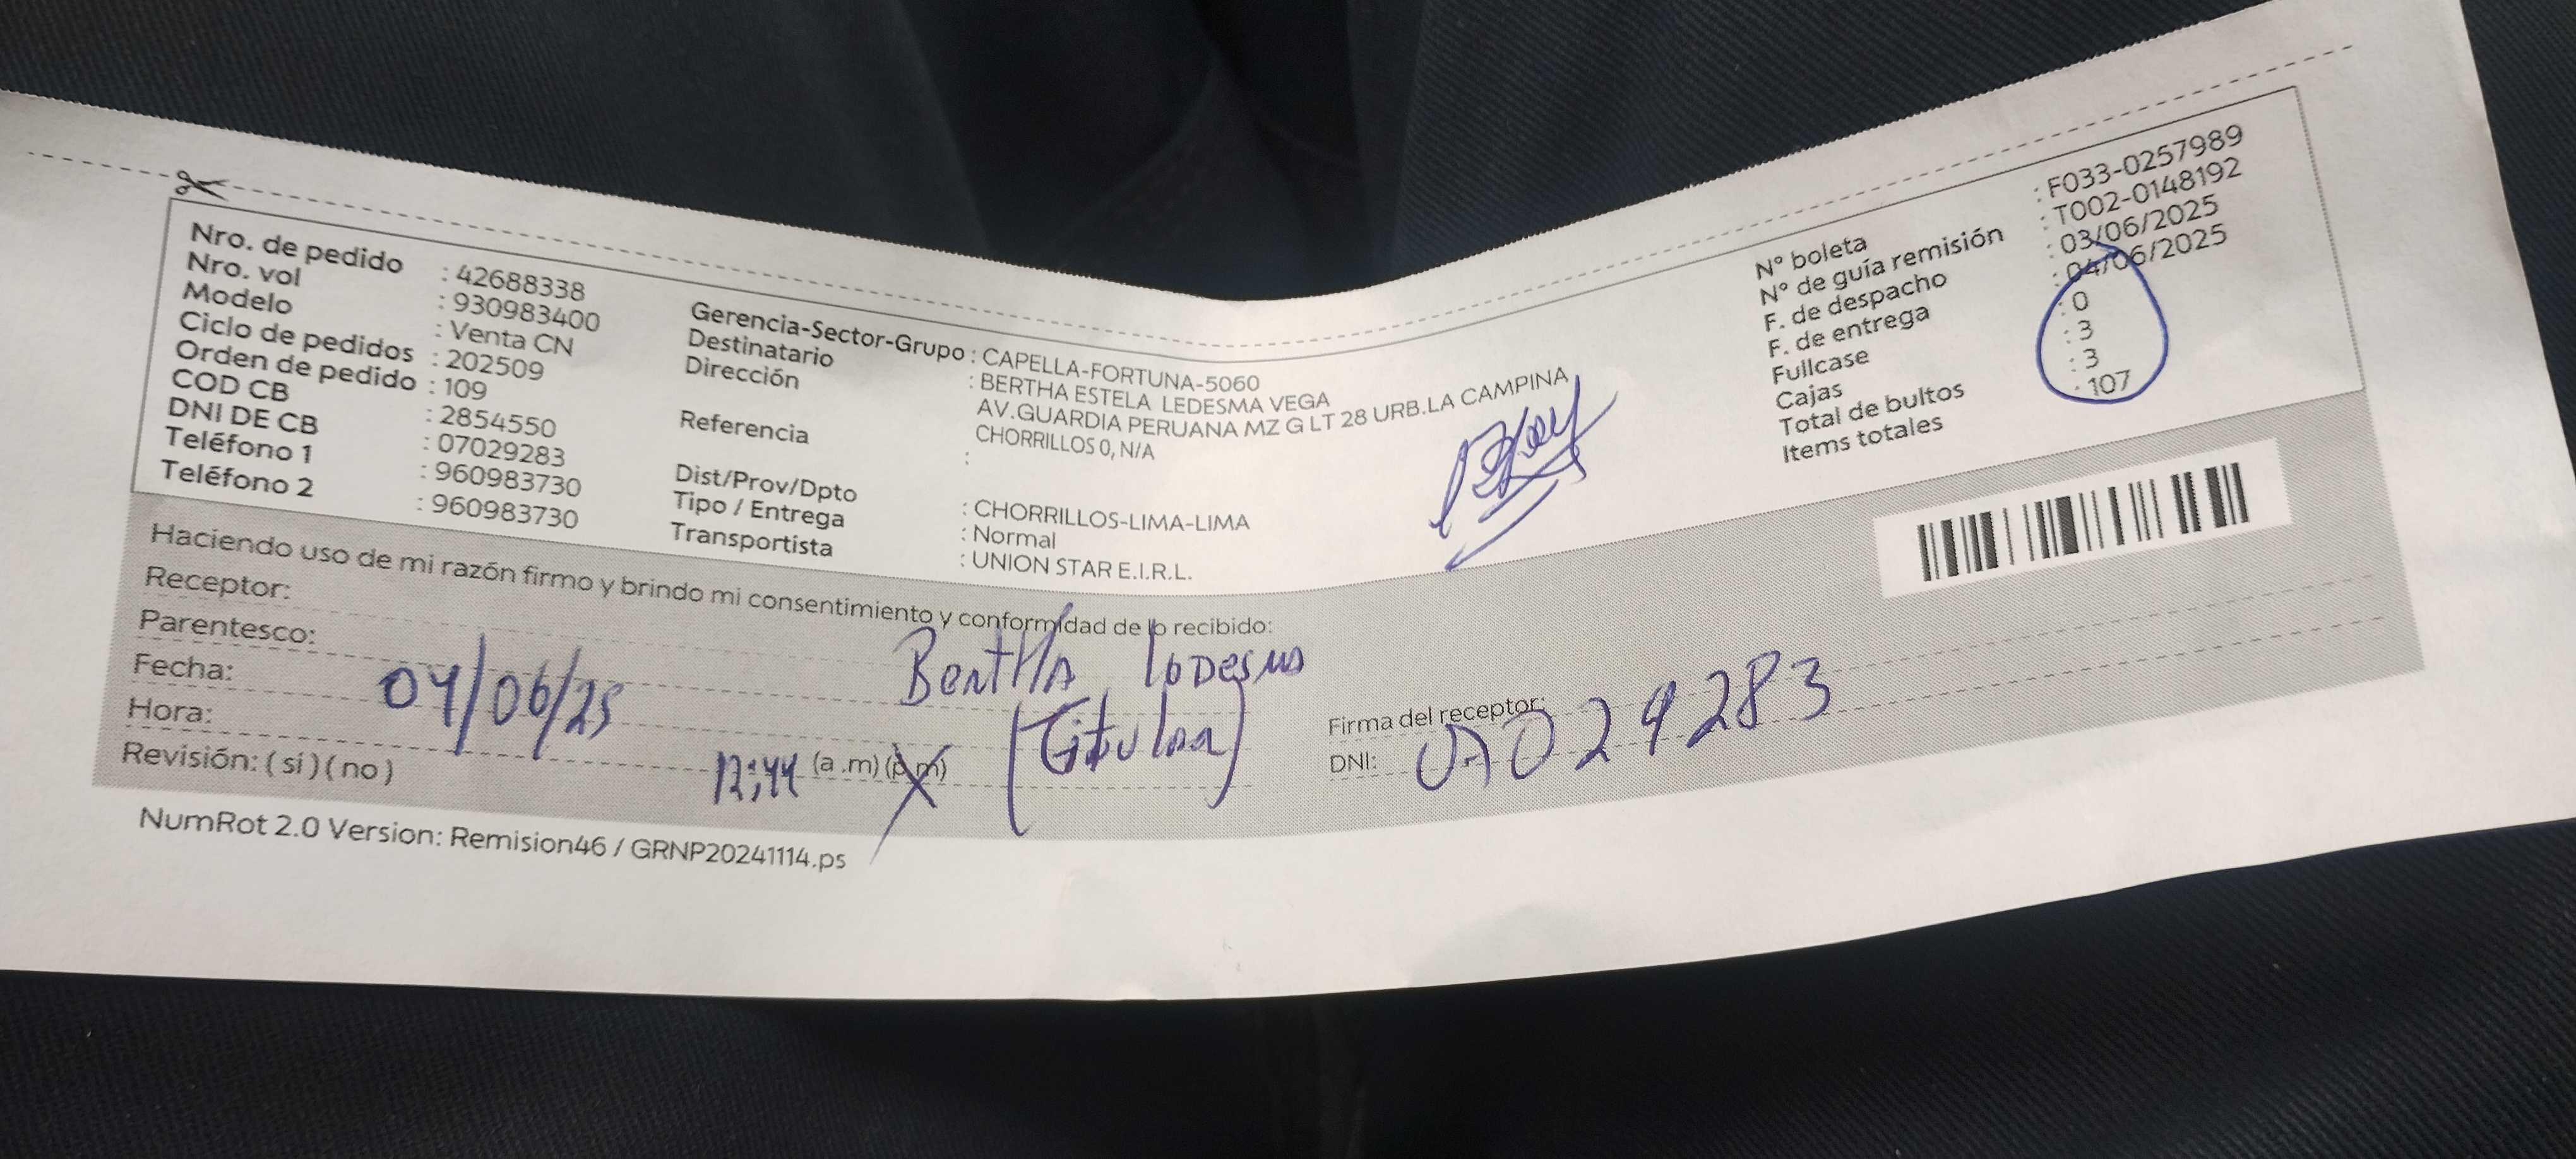 Nro. de pedido : 42688338
Nro. vol : 930983400
Modelo : Venta CN
Ciclo de pedidos : 202509
Orden de pedido : 109
COD CB : 2854550
DNI DE CB : 07029283
Teléfono 1 : 960983730
Teléfono 2 : 960983730
Gerencia-Sector-Grupo : CAPELLA-FORTUNA-5060
Destinatario : BERTHA ESTELA LEDESMA VEGA
Dirección AV.GUARDIA PERUANA MZ G LT 28 URB.LA CAMPINA
CHORRILLOS 0, N/A
Referencia :
Dist/Prov/Dpto : CHORRILLOS-LIMA-LIMA
Tipo / Entrega : Normal
Transportista : UNION STAR E.I.R.L.
N° boleta : F033-0257989
N° de guía remisión : T002-0148192
F. de despacho : 03/06/2025
F. de entrega : 04/06/2025
Fullcase : 0
Cajas : 3
Total de bultos : 3
Items totales : 107
Haciendo uso de mi razón firmo y brindo mi consentimiento y conformidad de lo recibido:
Receptor: Bertha
Parentesco: (Titular)
Fecha: 04/06/25
Hora: 12:44 (a .m) (p.m)
Revisión: ( si ) ( no )
Firma del receptor:
DNI: 07029283
NumRot 2.0 Version: Remision46 / GRNP20241114.ps